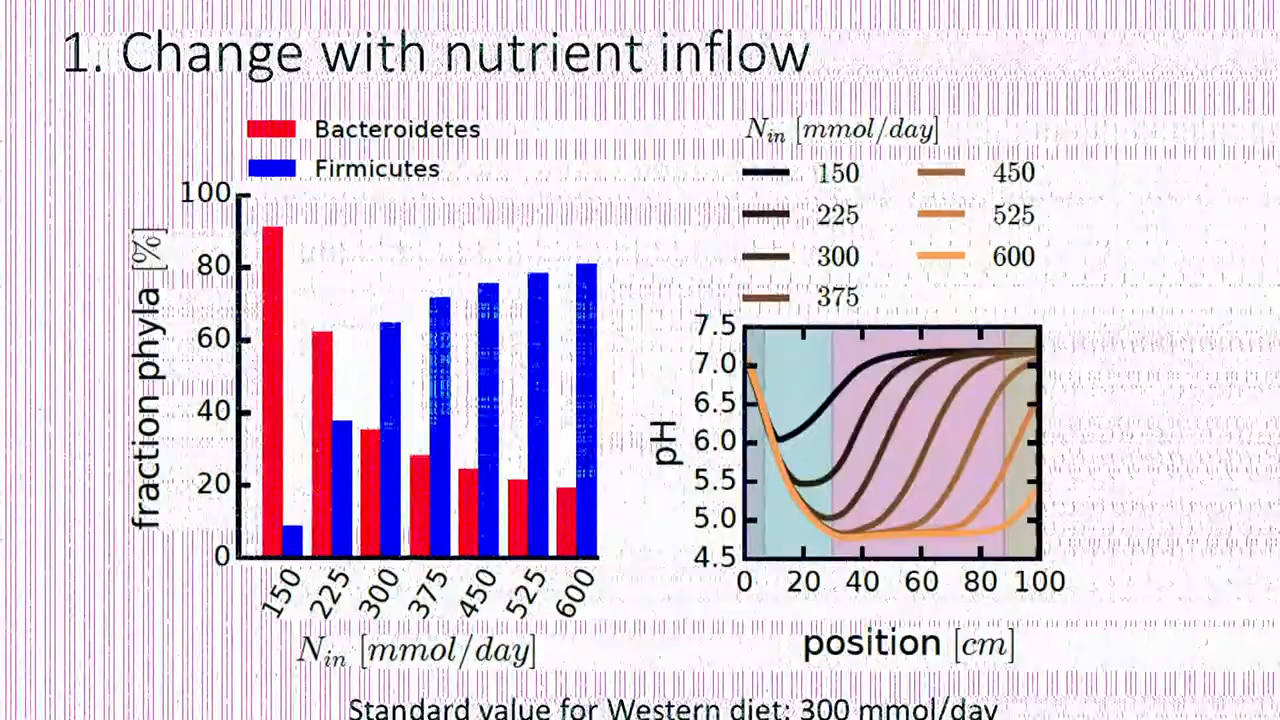 1. Change with nutrient inflow
Bacteroidetes
Firmicutes
fraction phyla [%]
100
80
60
40
20
0
150 225 300 375 450 525 600
N_in [mmol/day]
N_in [mmol/day]
150 450
225 525
300 600
375
pH
7.5
7.0
6.5
6.0
5.5
5.0
4.5
0 20 40 60 80 100
position [cm]
Standard value for Western diet: 300 mmol/day